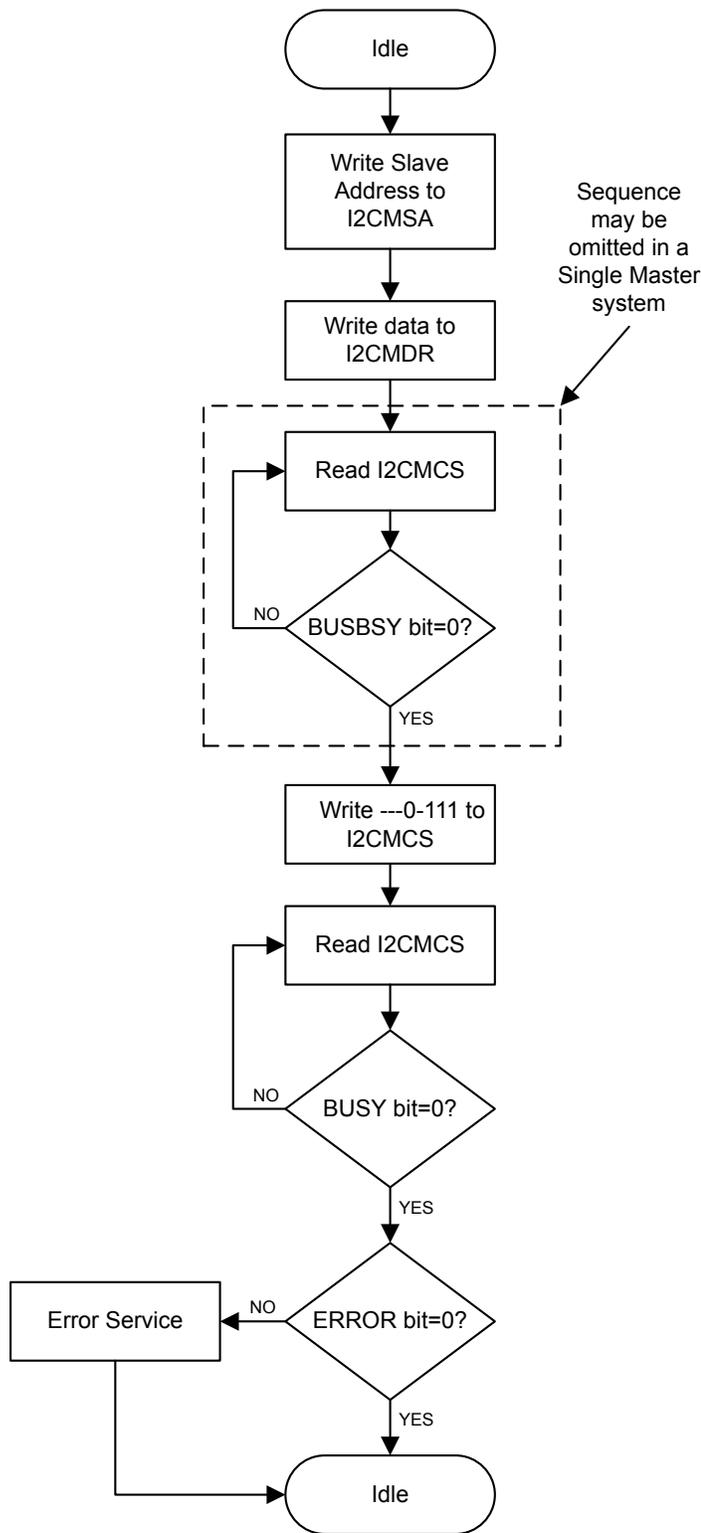 Idle
Write Slave
Address to
I2CMSA
Sequence
may be
omitted in a
Single Master
system
Write data to
I2CMDR
Read I2CMCS
NO
BUSBSY bit=0?
YES
Write ---0-111 to
I2CMCS
Read I2CMCS
NO
BUSY bit=0?
YES
Error Service
NO
ERROR bit=0?
YES
Idle